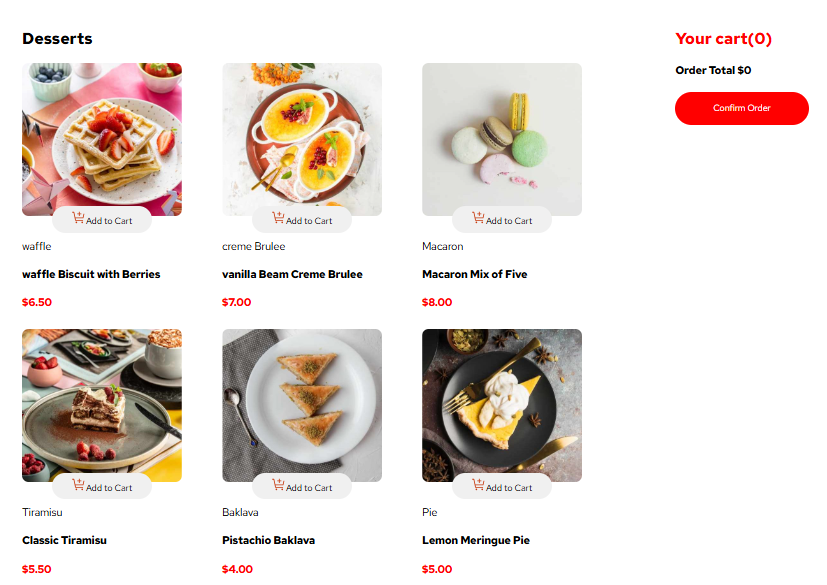 Desserts
Your cart(0)
Order Total $0
Confirm Order
Add to Cart
Add to Cart
Add to Cart
waffle
creme Brulee
Macaron
waffle Biscuit with Berries
vanilla Beam Creme Brulee
Macaron Mix of Five
$6.50
$7.00
$8.00
Add to Cart
Add to Cart
Add to Cart
Tiramisu
Baklava
Pie
Classic Tiramisu
Pistachio Baklava
Lemon Meringue Pie
$5.50
$4.00
$5.00